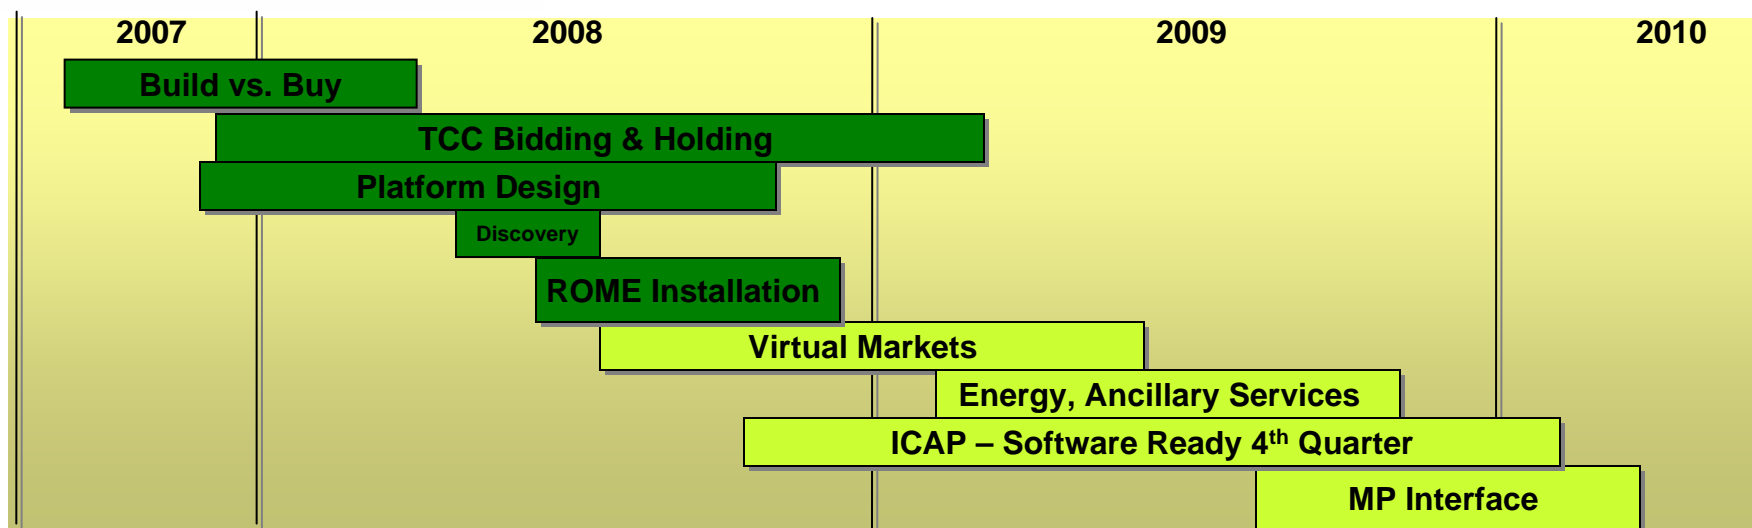 2007 2008 2009 2010
Build vs. Buy
TCC Bidding & Holding
Platform Design
Discovery
ROME Installation
Virtual Markets
Energy, Ancillary Services
ICAP – Software Ready 4th Quarter
MP Interface